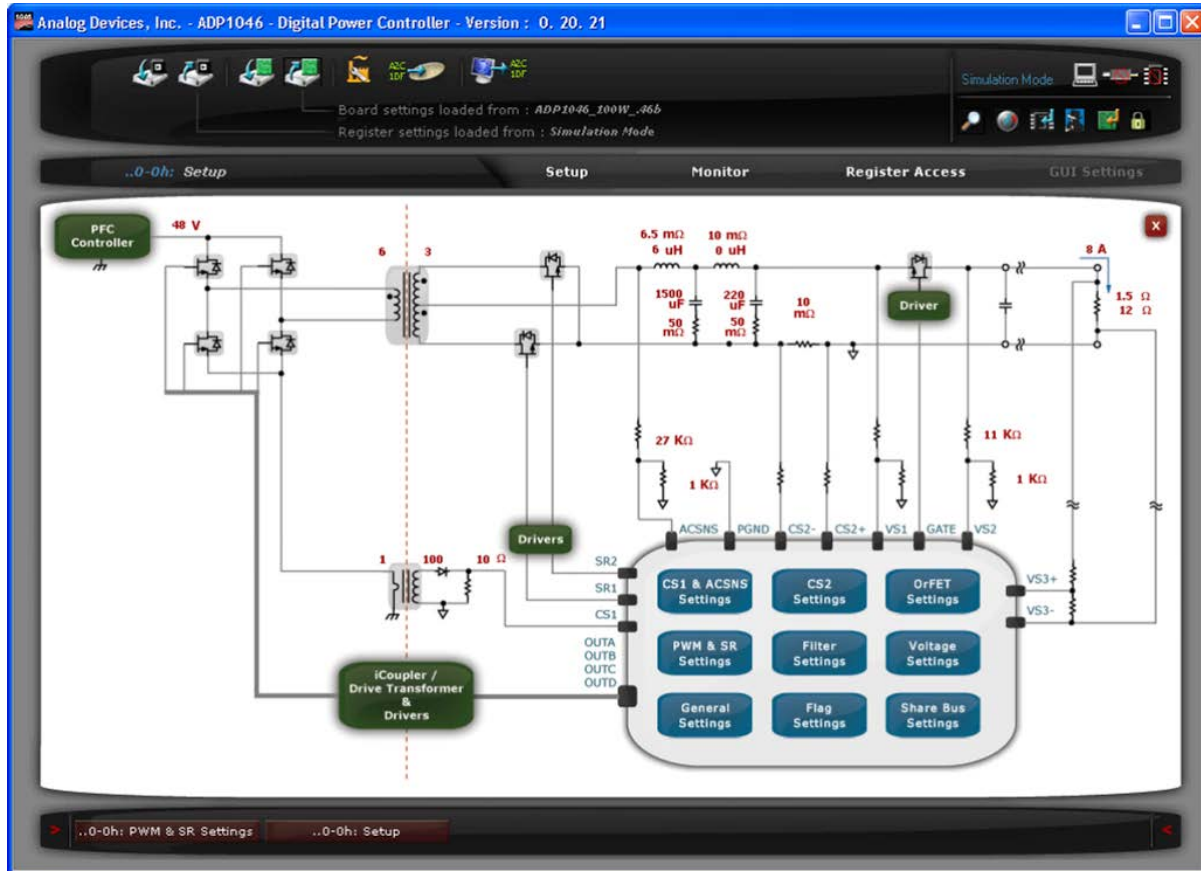 Analog Devices, Inc. - ADP1046 - Digital Power Controller - Version : 0. 20. 21
A2C
1DF
A2C
1DF
Simulation Mode
Board settings loaded from : ADP1046_100W_.46b
Register settings loaded from : Simulation Mode
..0-0h: Setup
Setup
Monitor
Register Access
GUI Settings
PFC
Controller
48 V
6
3
6.5 mΩ
6 uH
10 mΩ
0 uH
1500
uF
50
mΩ
220
uF
50
mΩ
10
mΩ
Driver
8 A
1.5 Ω
12 Ω
27 KΩ
1 KΩ
11 KΩ
1 KΩ
Drivers
1
100
10 Ω
ACSNS
PGND
CS2-
CS2+
VS1
GATE
VS2
SR2
SR1
CS1
OUTA
OUTB
OUTC
OUTD
VS3+
VS3-
CS1 & ACSNS
Settings
CS2
Settings
OrFET
Settings
PWM & SR
Settings
Filter
Settings
Voltage
Settings
General
Settings
Flag
Settings
Share Bus
Settings
iCoupler /
Drive Transformer
&
Drivers
..0-0h: PWM & SR Settings
..0-0h: Setup